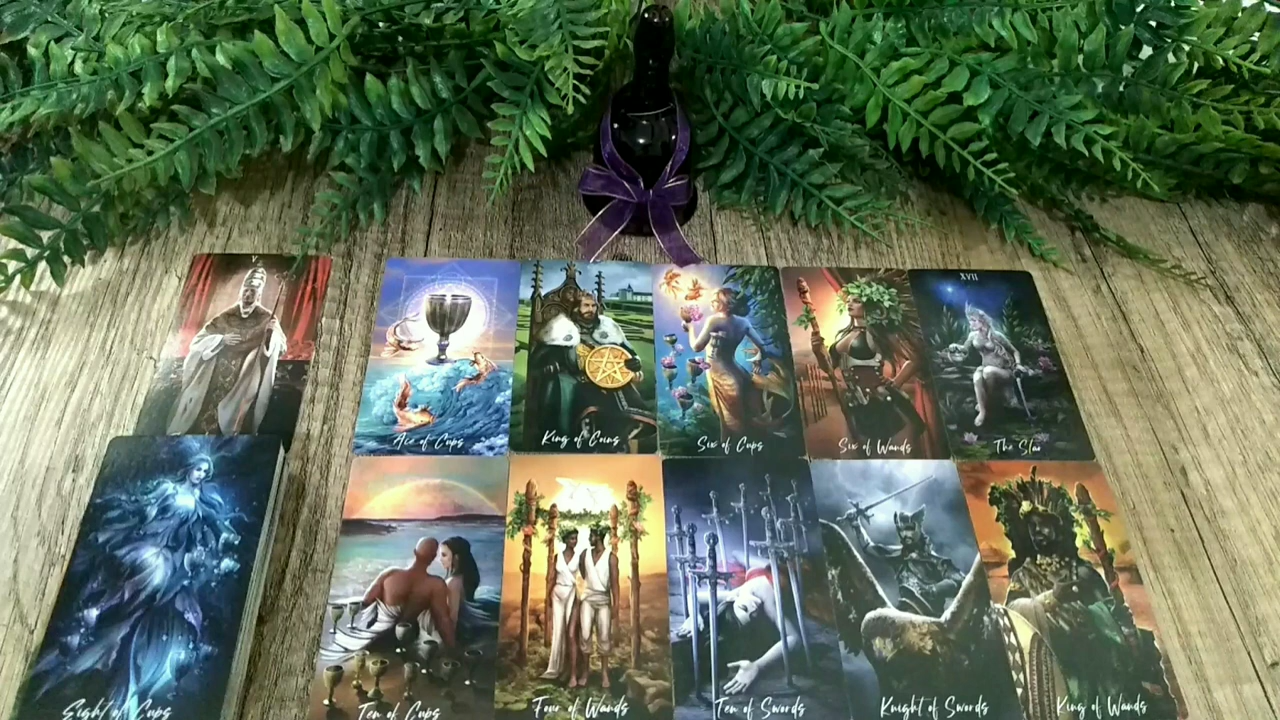 V
Ace of Cups
King of Coins
Six of Cups
Six of Wands
XVII
The Star
Eight of Cups
Ten of Cups
Four of Wands
Ten of Swords
Knight of Swords
King of Wands